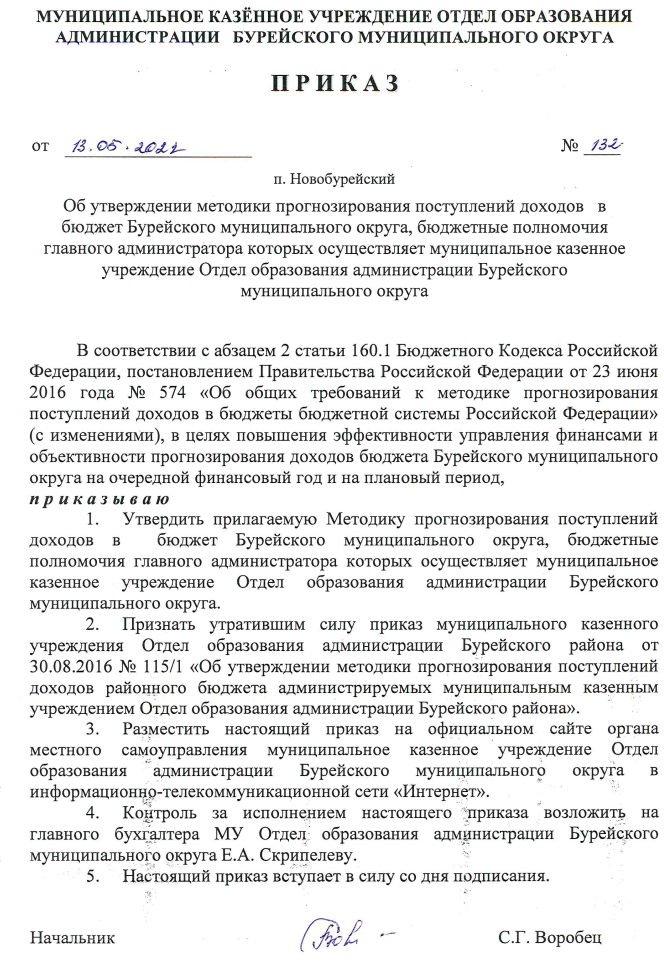 МУНИЦИПАЛЬНОЕ КАЗЁННОЕ УЧРЕЖДЕНИЕ ОТДЕЛ ОБРАЗОВАНИЯ
АДМИНИСТРАЦИИ БУРЕЙСКОГО МУНИЦИПАЛЬНОГО ОКРУГА
П Р И К А З
от 13.05.2022 № 132
п. Новобурейский
Об утверждении методики прогнозирования поступлений доходов в
бюджет Бурейского муниципального округа, бюджетные полномочия
главного администратора которых осуществляет муниципальное казенное
учреждение Отдел образования администрации Бурейского
муниципального округа
В соответствии с абзацем 2 статьи 160.1 Бюджетного Кодекса Российской
Федерации, постановлением Правительства Российской Федерации от 23 июня
2016 года № 574 «Об общих требований к методике прогнозирования
поступлений доходов в бюджеты бюджетной системы Российской Федерации»
(с изменениями), в целях повышения эффективности управления финансами и
объективности прогнозирования доходов бюджета Бурейского муниципального
округа на очередной финансовый год и на плановый период,
п р и к а з ы в а ю
1. Утвердить прилагаемую Методику прогнозирования поступлений
доходов в бюджет Бурейского муниципального округа, бюджетные
полномочия главного администратора которых осуществляет муниципальное
казенное учреждение Отдел образования администрации Бурейского
муниципального округа.
2. Признать утратившим силу приказ муниципального казенного
учреждения Отдел образования администрации Бурейского района от
30.08.2016 № 115/1 «Об утверждении методики прогнозирования поступлений
доходов районного бюджета администрируемых муниципальным казенным
учреждением Отдел образования администрации Бурейского района».
3. Разместить настоящий приказ на официальном сайте органа
местного самоуправления муниципальное казенное учреждение Отдел
образования администрации Бурейского муниципального округа в
информационно-телекоммуникационной сети «Интернет».
4. Контроль за исполнением настоящего приказа возложить на
главного бухгалтера МУ Отдел образования администрации Бурейского
муниципального округа Е.А. Скрипелеву.
5. Настоящий приказ вступает в силу со дня подписания.
Начальник С.Г. Воробец